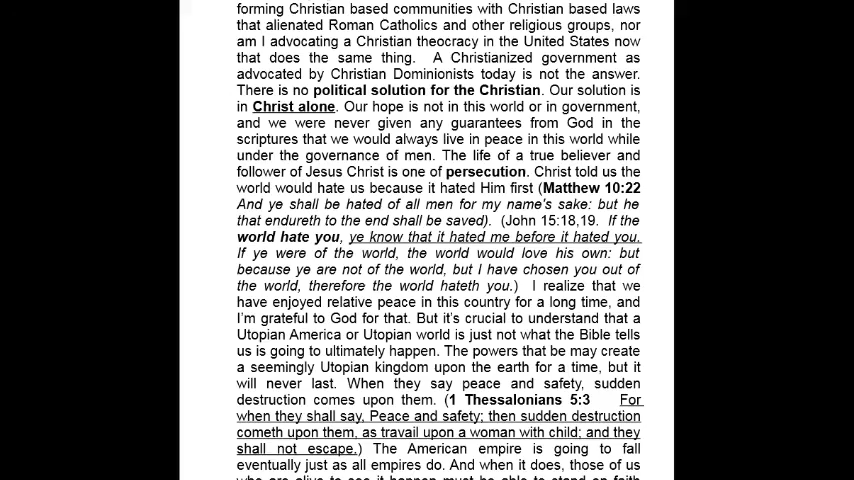 forming Christian based communities with Christian based laws
that alienated Roman Catholics and other religious groups, nor
am I advocating a Christian theocracy in the United States now
that does the same thing. A Christianized government as
advocated by Christian Dominionists today is not the answer.
There is no political solution for the Christian. Our solution is
in Christ alone. Our hope is not in this world or in government,
and we were never given any guarantees from God in the
scriptures that we would always live in peace in this world while
under the governance of men. The life of a true believer and
follower of Jesus Christ is one of persecution. Christ told us the
world would hate us because it hated Him first (Matthew 10:22
And ye shall be hated of all men for my name's sake: but he
that endureth to the end shall be saved). (John 15:18,19. If the
world hate you, ye know that it hated me before it hated you.
If ye were of the world, the world would love his own: but
because ye are not of the world, but I have chosen you out of
the world, therefore the world hateth you.) I realize that we
have enjoyed relative peace in this country for a long time, and
I'm grateful to God for that. But it's crucial to understand that a
Utopian America or Utopian world is just not what the Bible tells
us is going to ultimately happen. The powers that be may create
a seemingly Utopian kingdom upon the earth for a time, but it
will never last. When they say peace and safety, sudden
destruction comes upon them. (1 Thessalonians 5:3 For
when they shall say, Peace and safety; then sudden destruction
cometh upon them, as travail upon a woman with child; and they
shall not escape.) The American empire is going to fall
eventually just as all empires do. And when it does, those of us
who are alive to see it happen must be able to stand on faith